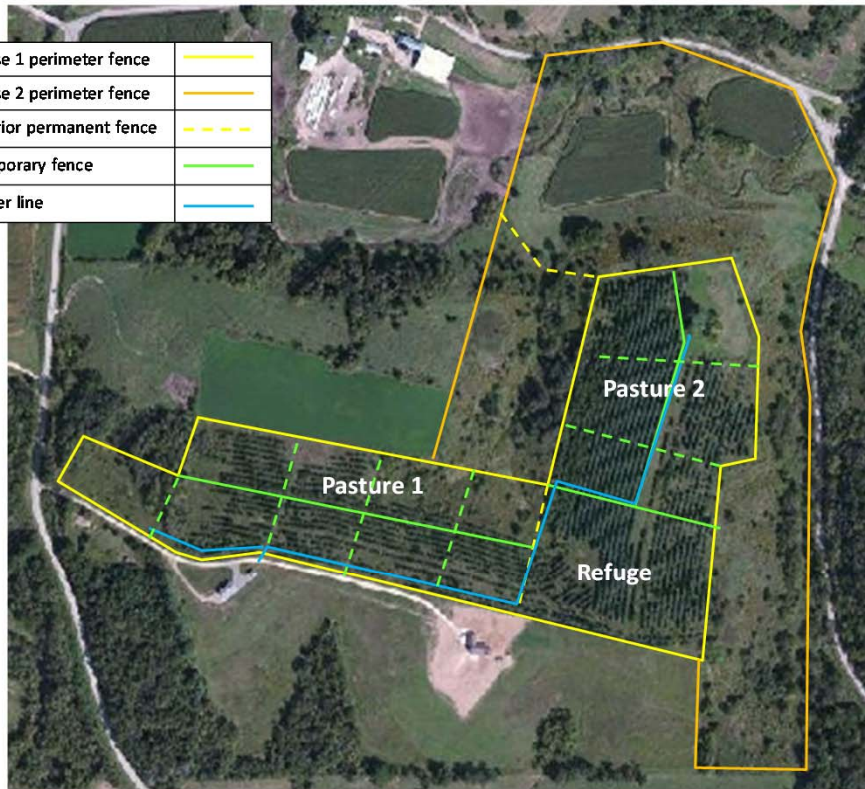 se 1 perimeter fence
se 2 perimeter fence
rior permanent fence
porary fence
er line
Pasture 2
Pasture 1
Refuge